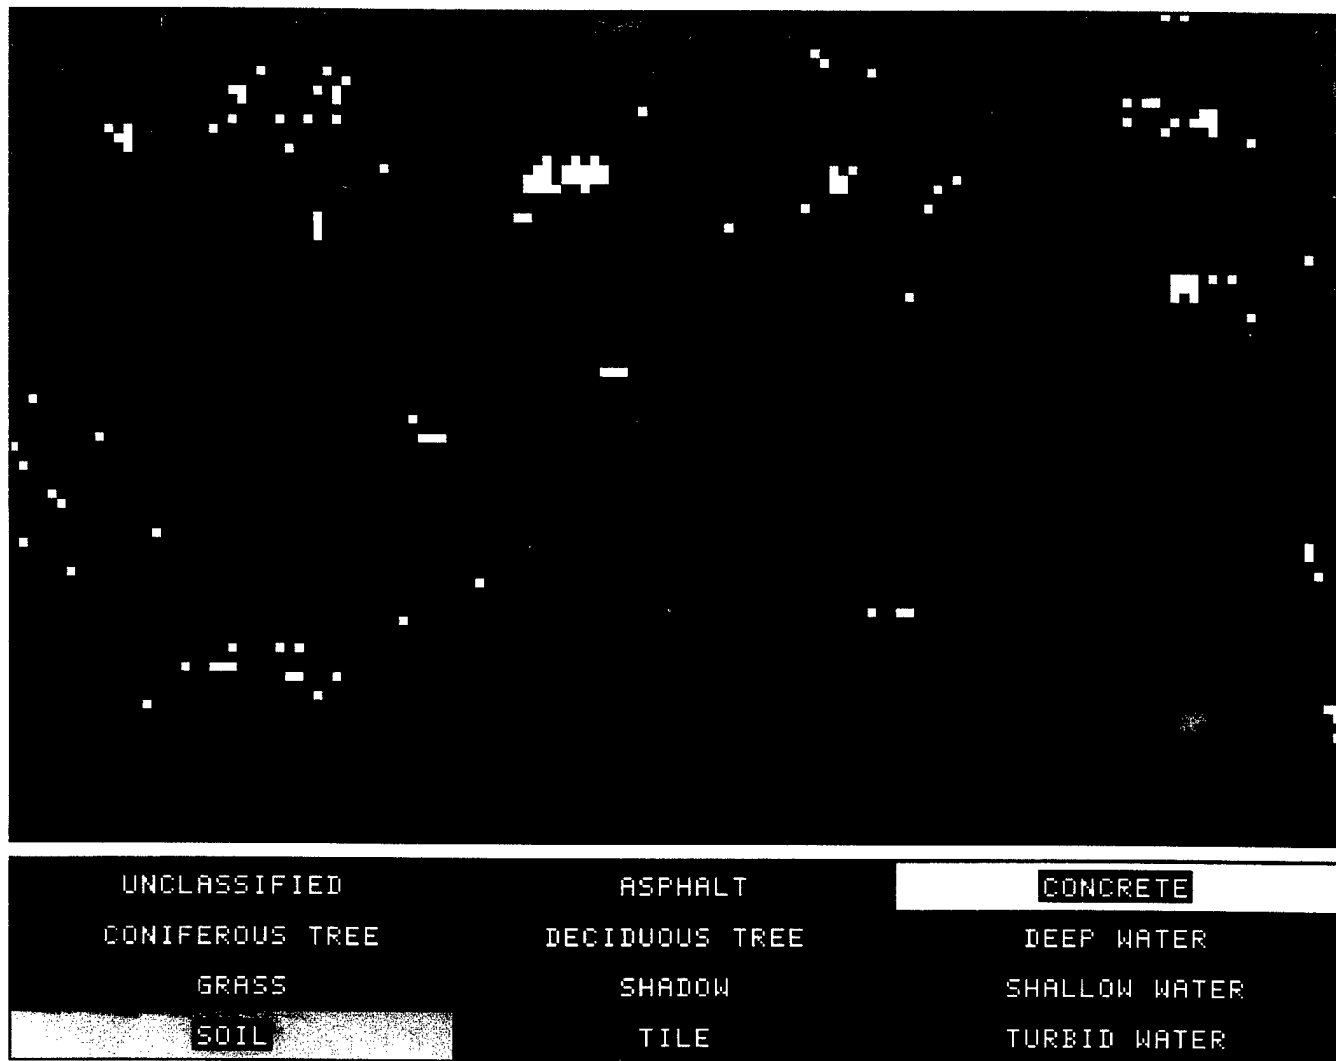 UNCLASSIFIED ASPHALT CONCRETE
CONIFEROUS TREE DECIDUOUS TREE DEEP WATER
GRASS SHADOW SHALLOW WATER
SOIL TILE TURBID WATER